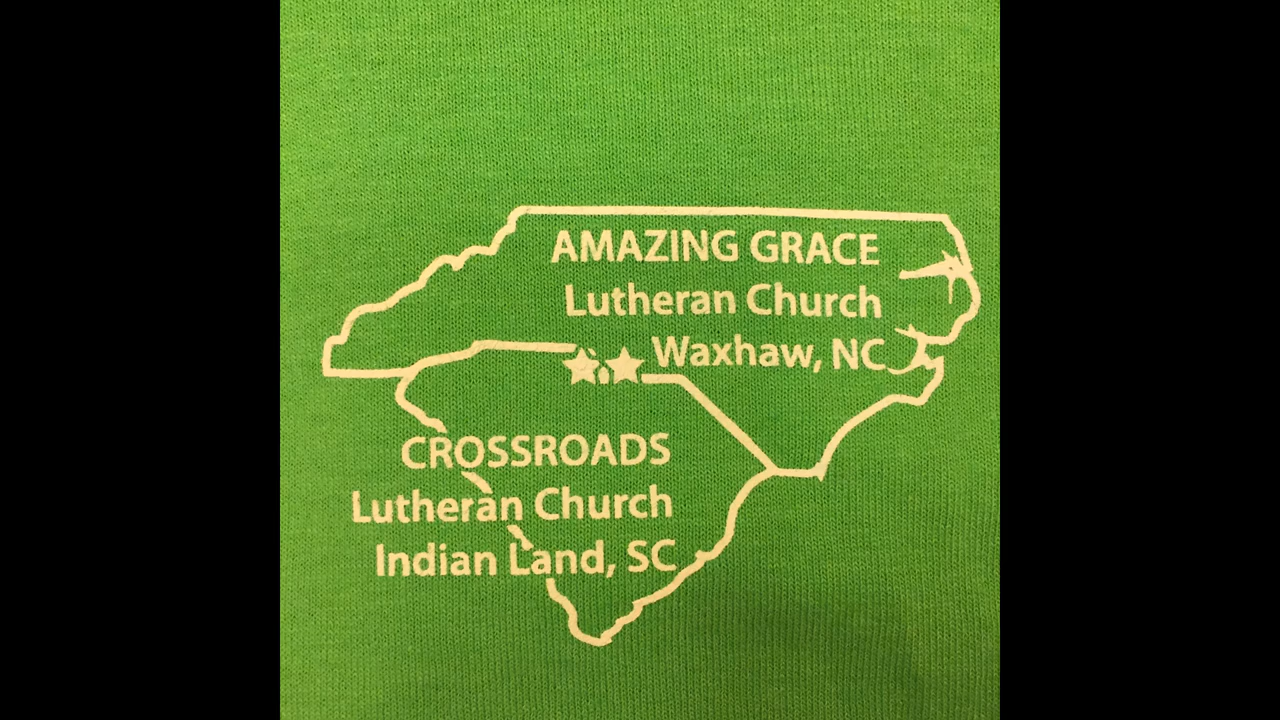 AMAZING GRACE
Lutheran Church
Waxhaw, NC
CROSSROADS
Lutheran Church
Indian Land, SC